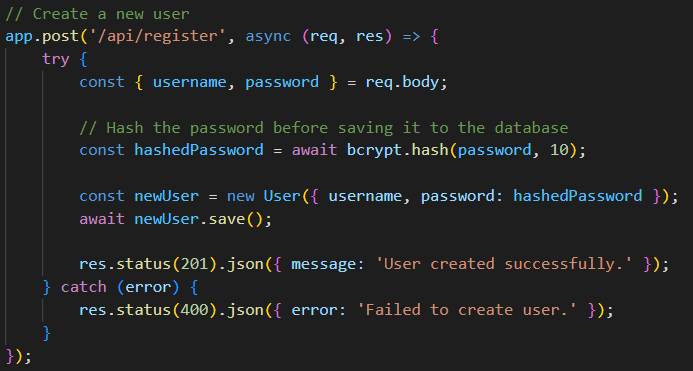 // Create a new user
app.post('/api/register', async (req, res) => {
    try {
        const { username, password } = req.body;

        // Hash the password before saving it to the database
        const hashedPassword = await bcrypt.hash(password, 10);

        const newUser = new User({ username, password: hashedPassword });
        await newUser.save();

        res.status(201).json({ message: 'User created successfully.' });
    } catch (error) {
        res.status(400).json({ error: 'Failed to create user.' });
    }
});